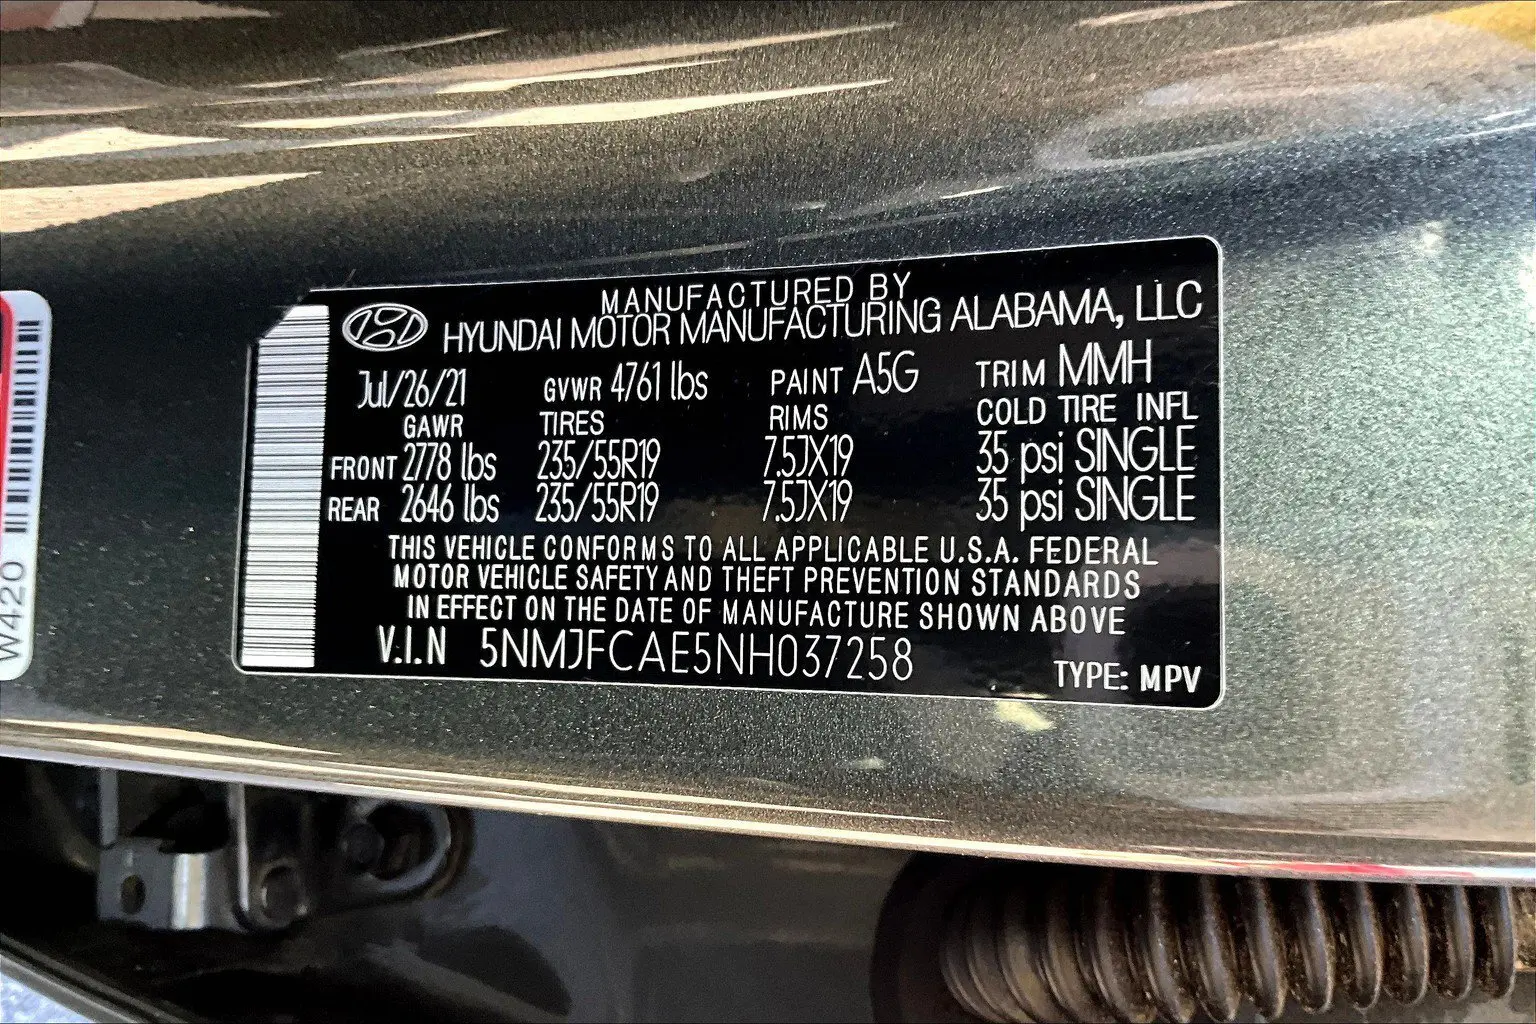 MANUFACTURED BY
HYUNDAI MOTOR MANUFACTURING ALABAMA, LLC
Jul/26/21 GVWR 4761 lbs PAINT A5G TRIM MMH
GAWR TIRES RIMS COLD TIRE INFL
FRONT 2778 lbs 235/55R19 7.5JX19 35 psi SINGLE
REAR 2646 lbs 235/55R19 7.5JX19 35 psi SINGLE
THIS VEHICLE CONFORMS TO ALL APPLICABLE U.S.A. FEDERAL
MOTOR VEHICLE SAFETY AND THEFT PREVENTION STANDARDS
IN EFFECT ON THE DATE OF MANUFACTURE SHOWN ABOVE
V.I.N 5NMJFCAE5NH037258
TYPE: MPV
W420